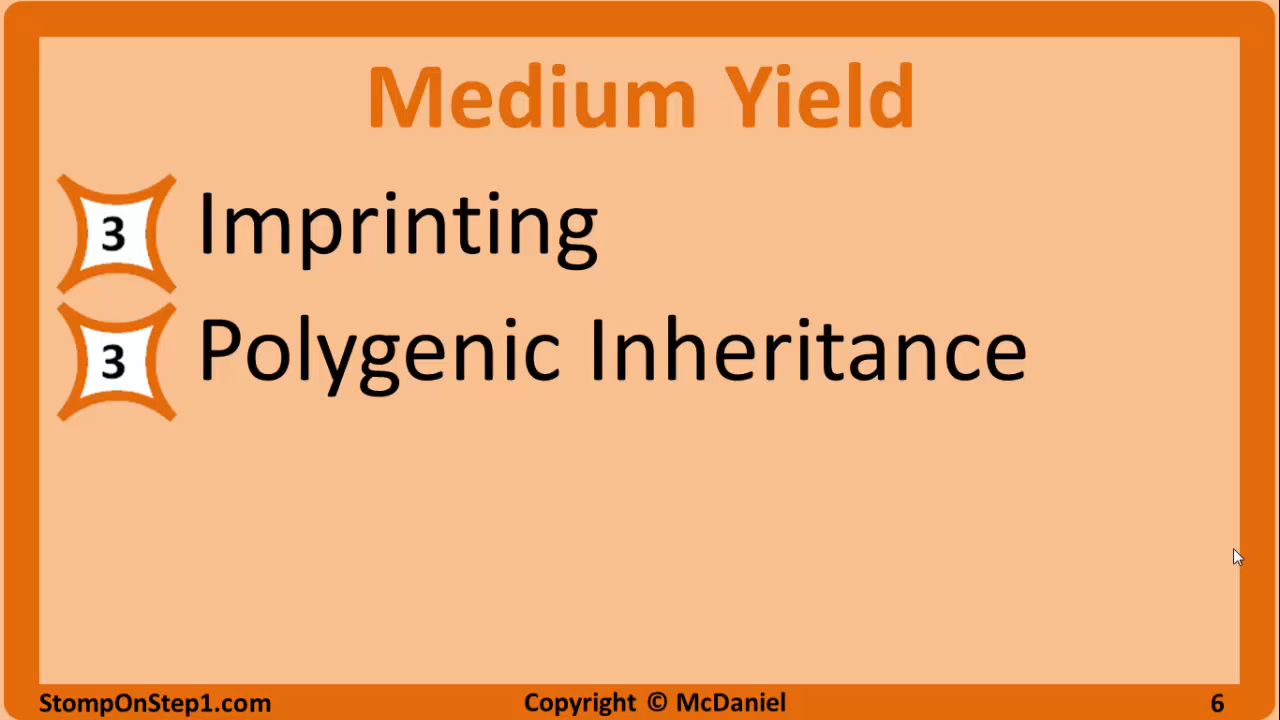 Medium Yield
3 Imprinting
3 Polygenic Inheritance
StompOnStep1.com Copyright © McDaniel 6